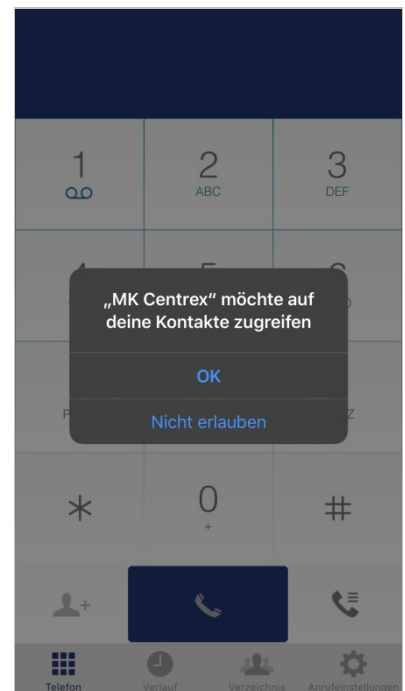 1
2
3
ABC
DEF
„MK Centrex“ möchte auf
deine Kontakte zugreifen
OK
Nicht erlauben
P
Z
*
0
#
+
+
Telefon
Verlauf
Verzeichnis
Anrufeinstellungen